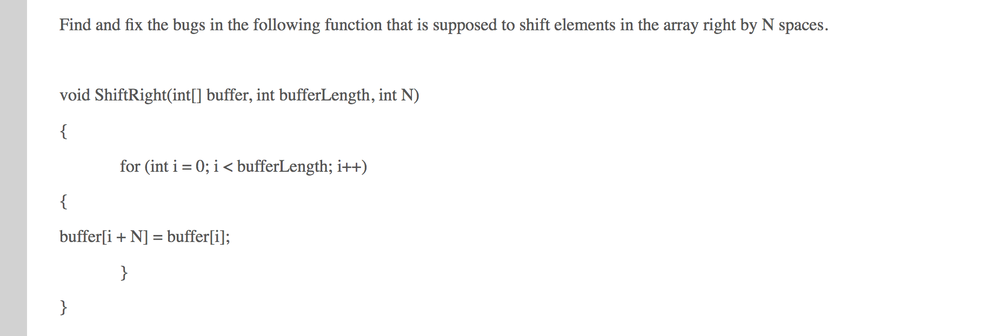 Find and fix the bugs in the following function that is supposed to shift elements in the array right by N spaces.
void ShiftRight(int[] buffer, int bufferLength, int N)
{
for (int i = 0; i < bufferLength; i++)
{
buffer[i + N] = buffer[i];
}
}